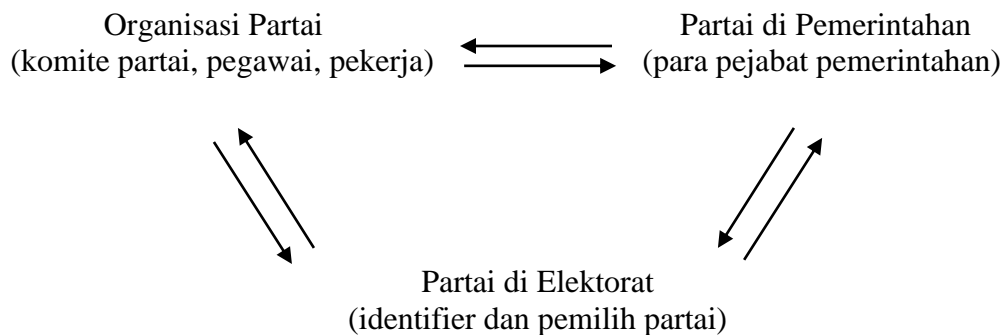 Organisasi Partai
(komite partai, pegawai, pekerja)
Partai di Pemerintahan
(para pejabat pemerintahan)
Partai di Elektorat
(identifier dan pemilih partai)